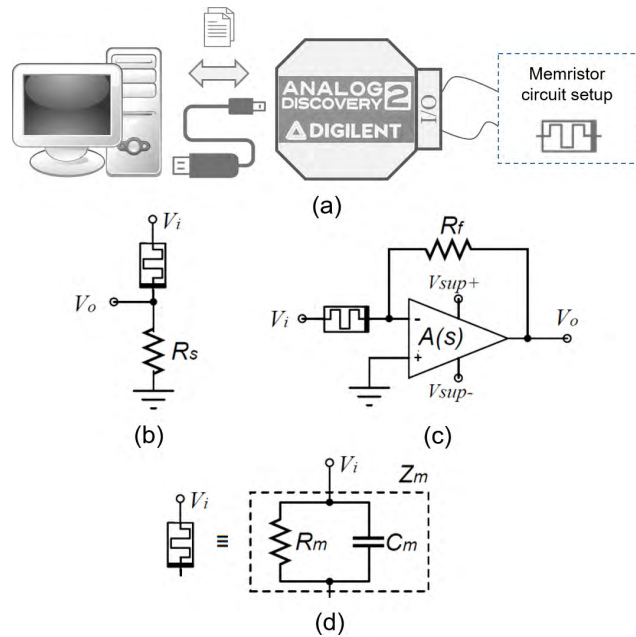 ANALOG
DISCOVERY 2
DIGILENT
I/O
Memristor
circuit setup
(a)
Vi
Vo
Rs
(b)
Rf
Vsup+
Vi
-
A(s)
+
Vo
Vsup-
(c)
Vi
≡
Vi
Zm
Rm
Cm
(d)